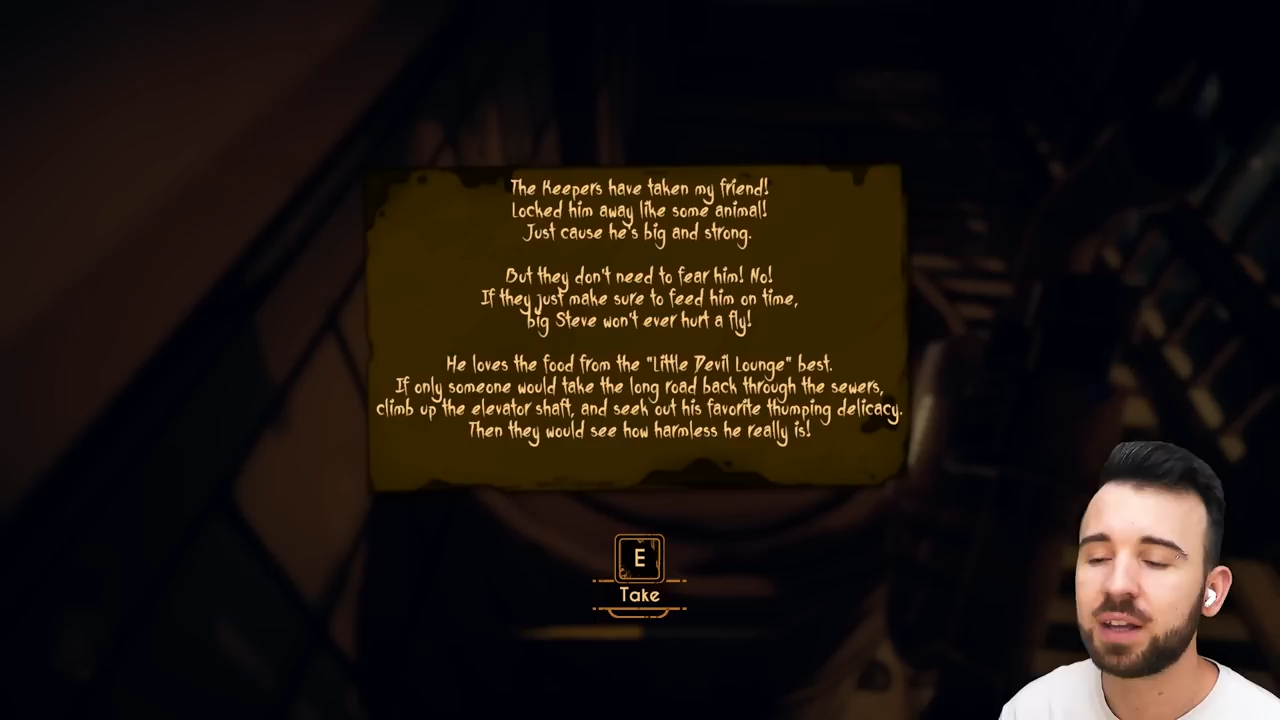 The Keepers have taken my friend!
Locked him away like some animal!
Just cause he's big and strong.
But they don't need to fear him! No!
If they just make sure to feed him on time,
big Steve won't ever hurt a fly!
He loves the food from the "Little Devil Lounge" best.
If only someone would take the long road back through the sewers,
climb up the elevator shaft, and seek out his favorite thumping delicacy.
Then they would see how harmless he really is!
E
Take